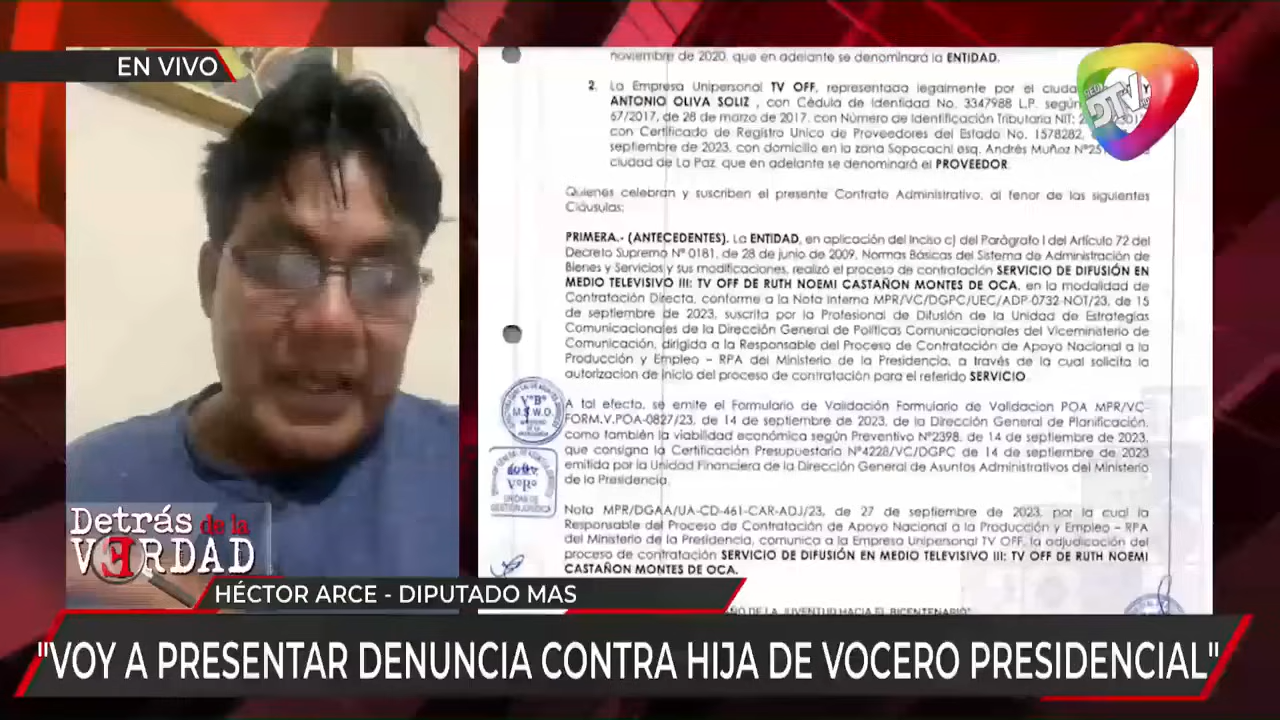 EN VIVO
noviembre de 2020, que en adelante se denominará la ENTIDAD.
2. La Empresa Unipersonal TV OFF, representada legalmente por el ciuda
ANTONIO OLIVA SOLIZ , con Cédula de Identidad No. 3347988 L.P. según
67/2017, de 28 de marzo de 2017, con Número de Identificación Tributaria NIT:
con Certificado de Registro Unico de Proveedores del Estado No. 1578282,
septiembre de 2023, con domicilio en la zona Sopocachi esq. Andrés Muñoz N°25
ciudad de La Paz, que en adelante se denominará el PROVEEDOR.
DTV
Quienes celebran y suscriben el presente Contrato Administrativo, al tenor de las siguientes
Cláusulas:
PRIMERA.- (ANTECEDENTES). La ENTIDAD, en aplicación del Inciso c) del Parágrafo I del Artículo 72 del
Decreto Supremo N° 0181, de 28 de junio de 2009, Normas Básicas del Sistema de Administración de
Bienes y Servicios y sus modificaciones, realizó el proceso de contratación SERVICIO DE DIFUSIÓN EN
MEDIO TELEVISIVO III: TV OFF DE RUTH NOEMI CASTAÑON MONTES DE OCA, en la modalidad de
Contratación Directa, conforme a la Nota Interna MPR/VC/DGPC/UEC/ADP-0732-NOT/23, de 15
de septiembre de 2023, suscrita por la Profesional de Difusión de la Unidad de Estrategias
Comunicacionales de la Dirección General de Políticas Comunicacionales del Viceministerio de
Comunicación, dirigida a la Responsable del Proceso de Contratación de Apoyo Nacional a la
Producción y Empleo – RPA del Ministerio de la Presidencia, a través de la cual solicita la
autorización de inicio del proceso de contratación para el referido SERVICIO.
A tal efecto, se emite el Formulario de Validación Formulario de Validacion POA MPR/VC-
FORM.V.POA-0827/23, de 14 de septiembre de 2023, de la Dirección General de Planificación,
como también la viabilidad económica según Preventivo N°2398, de 14 de septiembre de 2023,
que consigna la Certificación Presupuestaria N°4228/VC/DGPC de 14 de septiembre de 2023
emitida por la Unidad Financiera de la Dirección General de Asuntos Administrativos del Ministerio
de la Presidencia.
V°B°
M.S.W.O.
Nota MPR/DGAA/UA-CD-461-CAR-ADJ/23, de 27 de septiembre de 2023, por la cual la
Responsable del Proceso de Contratación de Apoyo Nacional a la Producción y Empleo – RPA
del Ministerio de la Presidencia, comunica a la Empresa Unipersonal TV OFF, la adjudicación del
proceso de contratación SERVICIO DE DIFUSIÓN EN MEDIO TELEVISIVO III: TV OFF DE RUTH NOEMI
CASTAÑON MONTES DE OCA.
Detrás de la
VERDAD
HÉCTOR ARCE - DIPUTADO MAS
"VOY A PRESENTAR DENUNCIA CONTRA HIJA DE VOCERO PRESIDENCIAL"